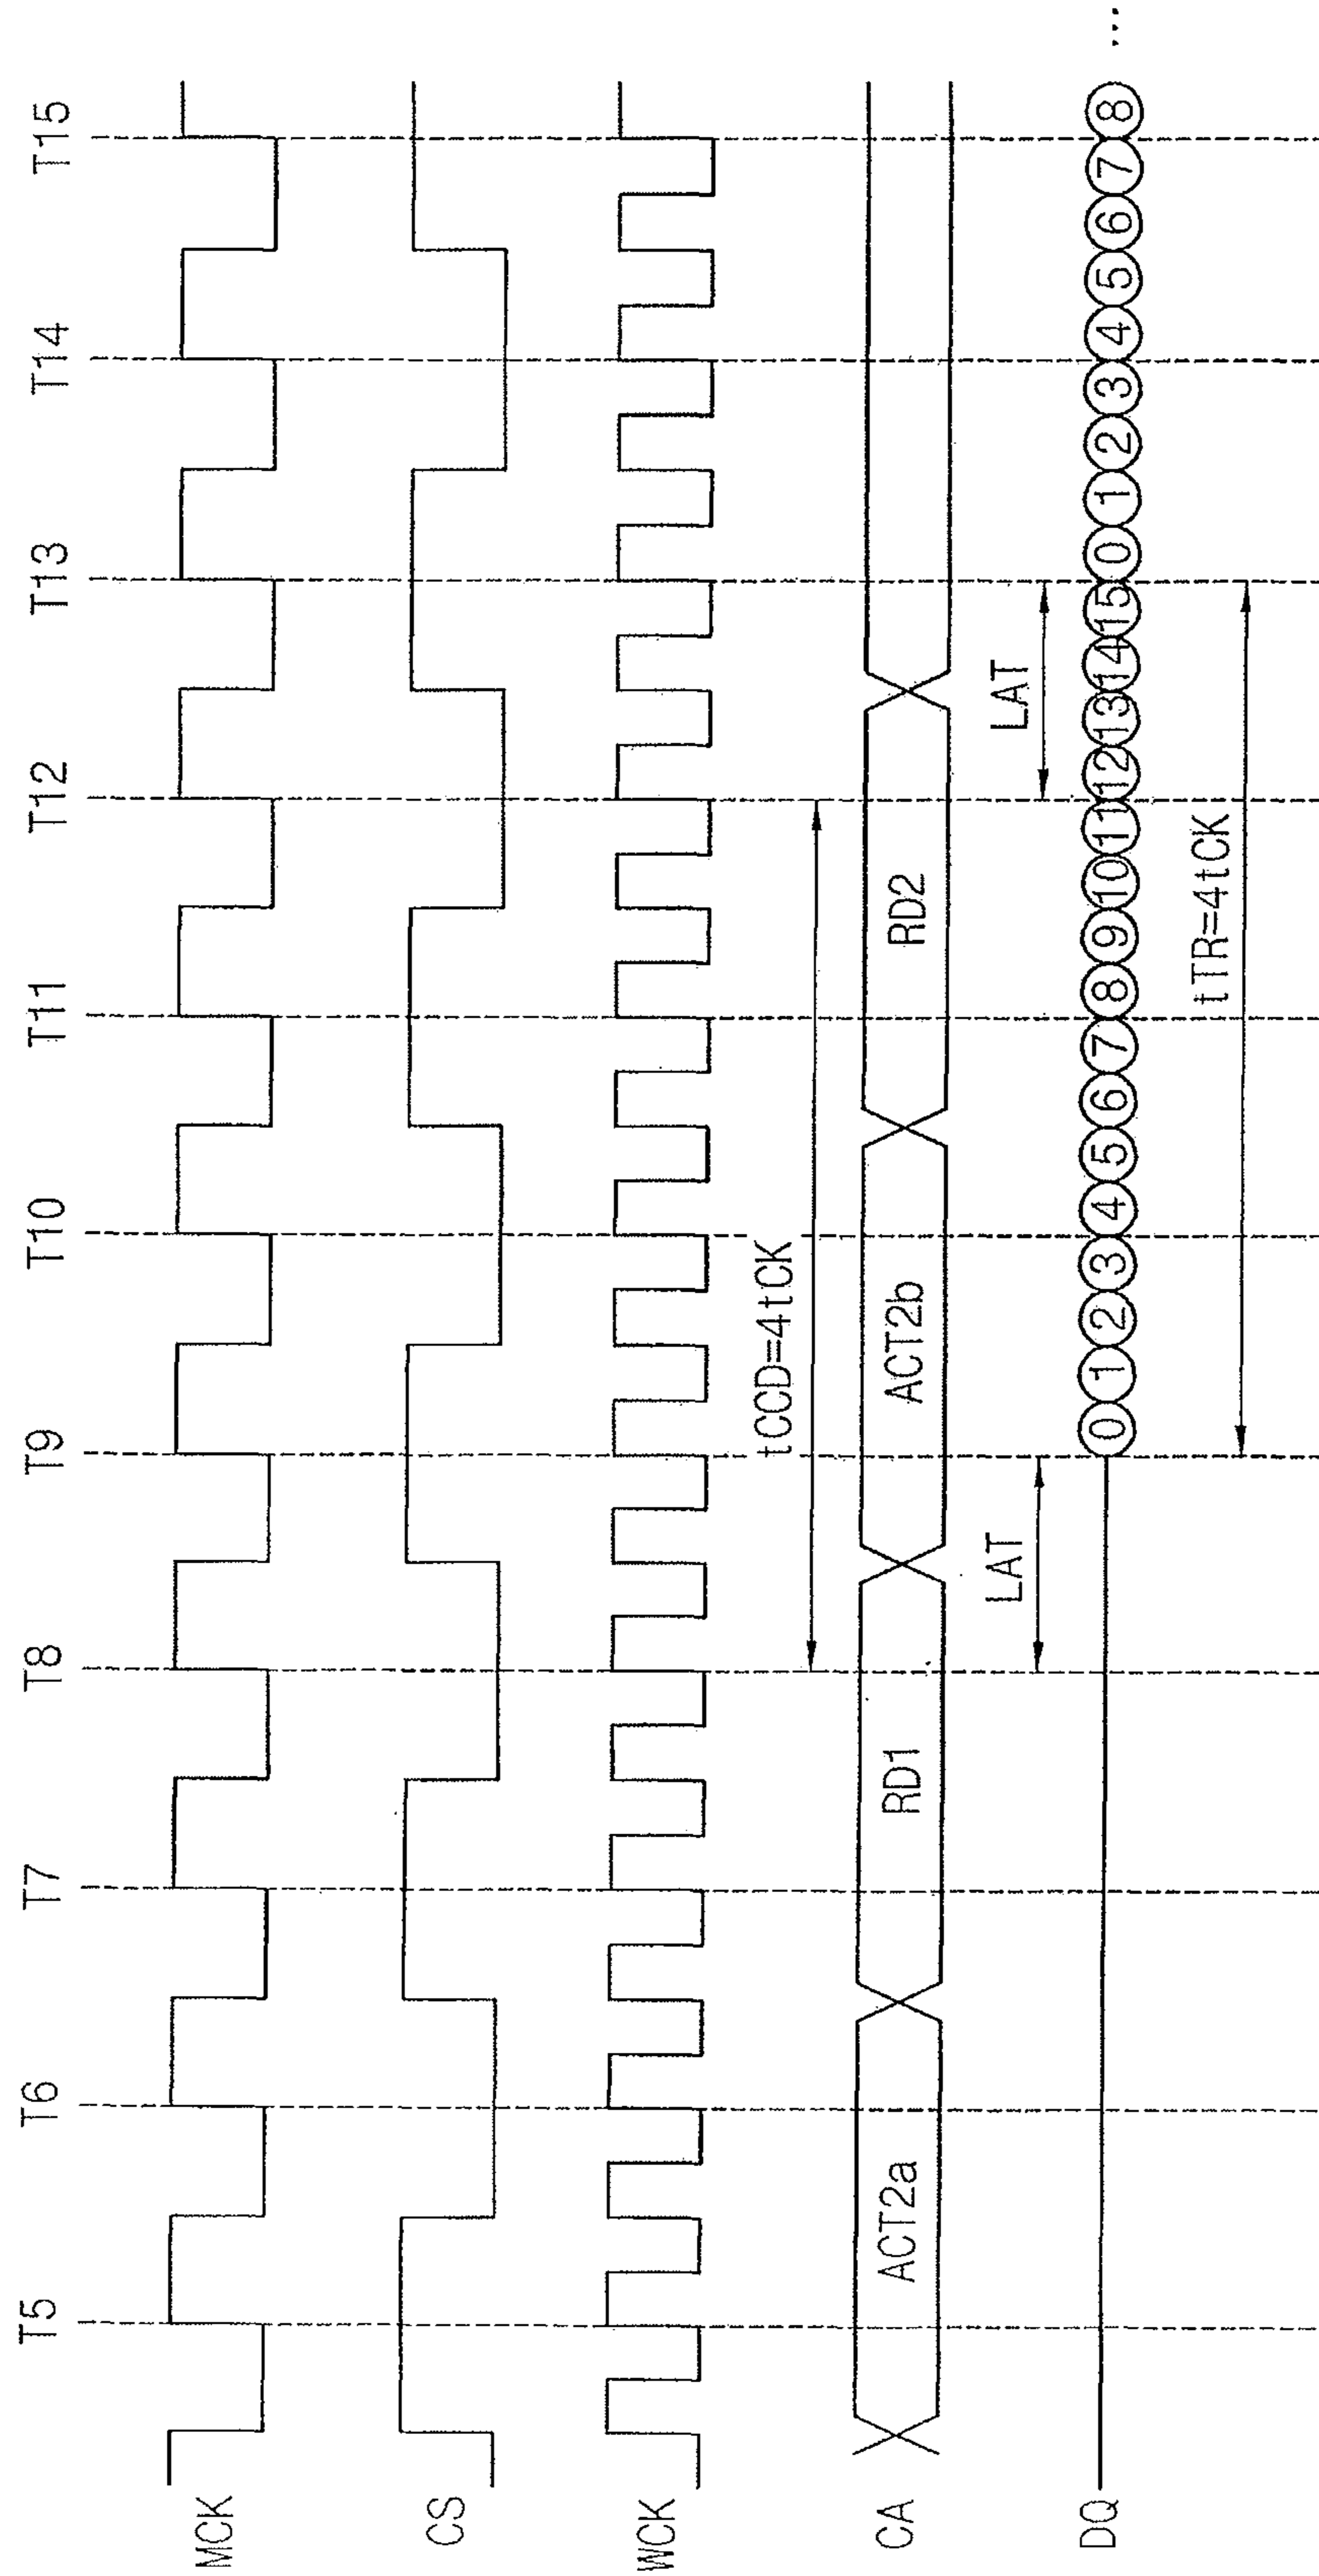 T5 T6 T7 T8 T9 T10 T11 T12 T13 T14 T15
MCK
CS
WCK
tCCD=4tCK
CA ACT2a RD1 ACT2b RD2
LAT LAT
DQ 0 1 2 3 4 5 6 7 8 9 10 11 12 13 14 15 0 1 2 3 4 5 6 7 8 ...
tTR=4tCK